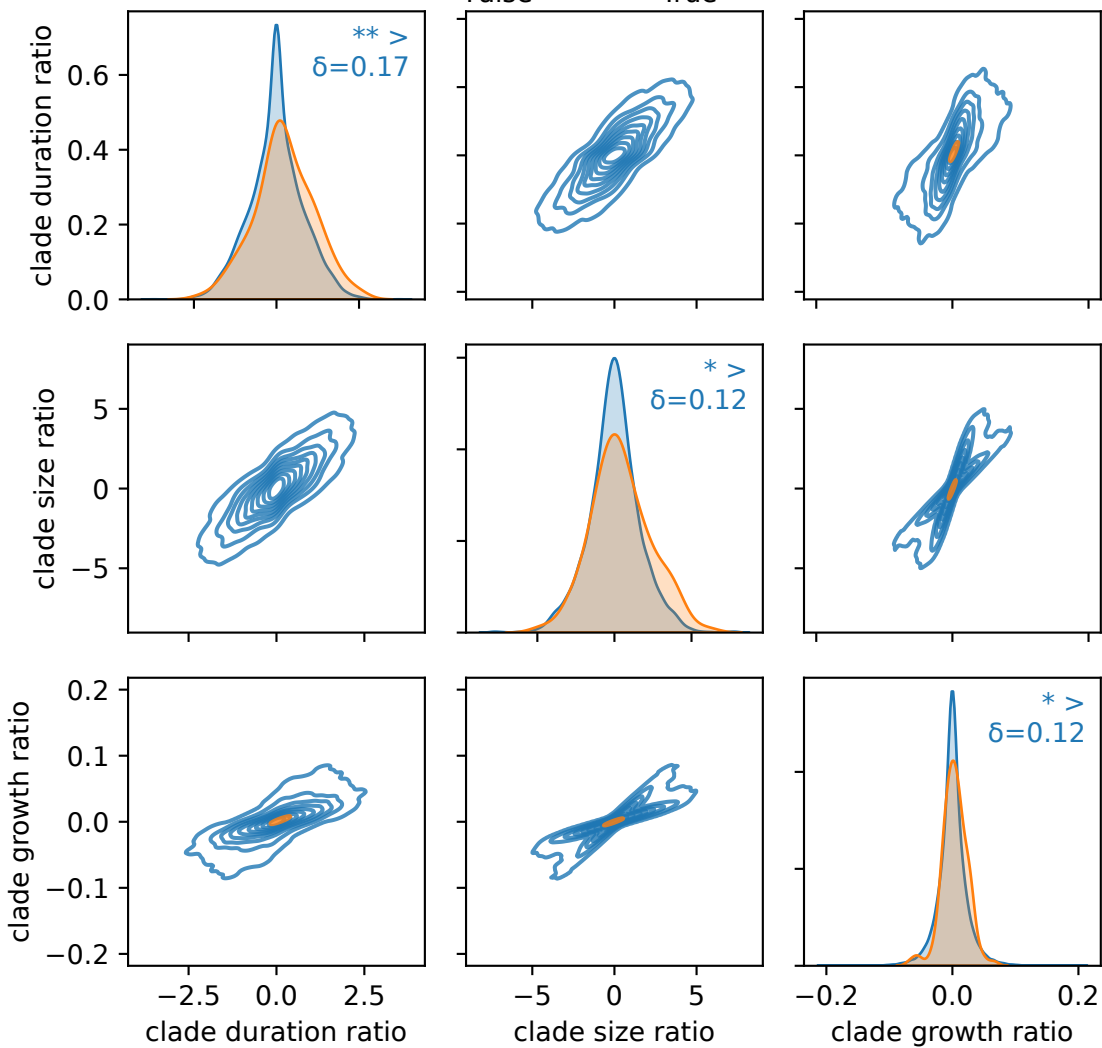 False True
clade duration ratio
0.6
0.4
0.2
0.0
** >
δ=0.17
clade size ratio
5
0
−5
* >
δ=0.12
clade growth ratio
0.2
0.1
0.0
−0.1
−0.2
* >
δ=0.12
−2.5 0.0 2.5
−5 0 5
−0.2 0.0 0.2
clade duration ratio
clade size ratio
clade growth ratio